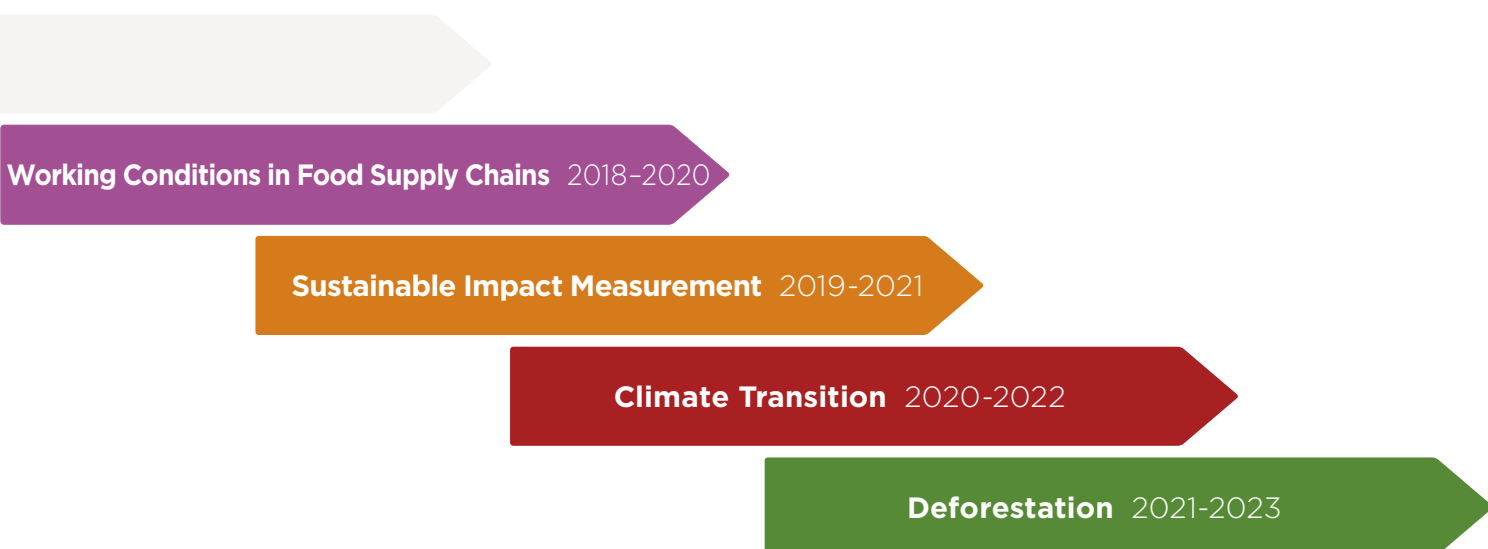 Working Conditions in Food Supply Chains 2018–2020
Sustainable Impact Measurement 2019-2021
Climate Transition 2020-2022
Deforestation 2021-2023